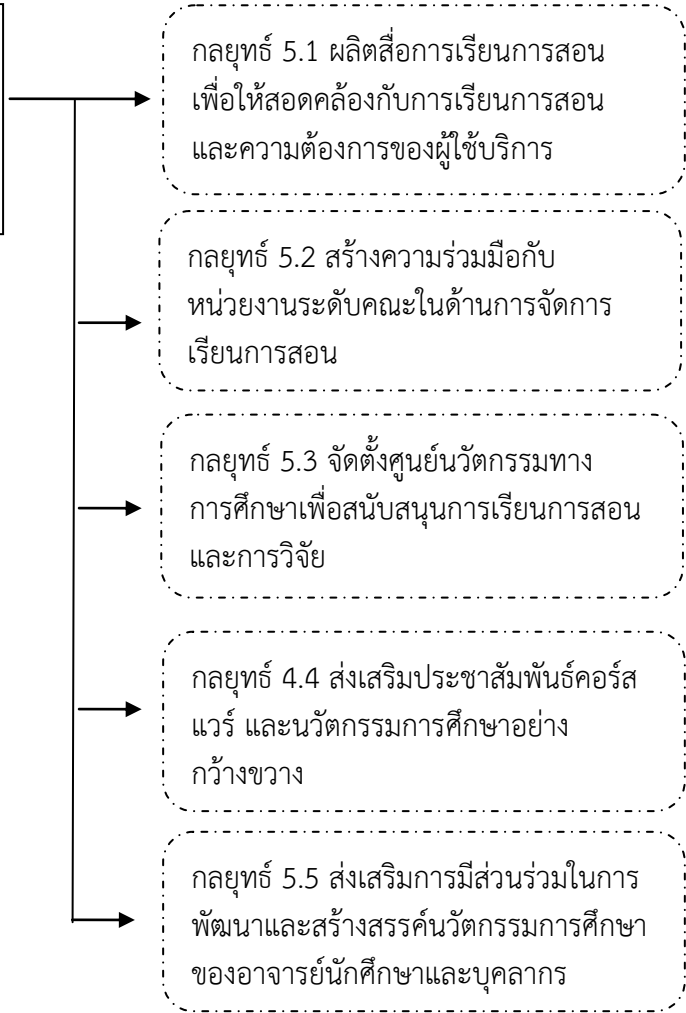 กลยุทธ์ 5.1 ผลิตสื่อการเรียนการสอน
เพื่อให้สอดคล้องกับการเรียนการสอน
และความต้องการของผู้ใช้บริการ
กลยุทธ์ 5.2 สร้างความร่วมมือกับ
หน่วยงานระดับคณะในด้านการจัดการ
เรียนการสอน
กลยุทธ์ 5.3 จัดตั้งศูนย์นวัตกรรมทาง
การศึกษาเพื่อสนับสนุนการเรียนการสอน
และการวิจัย
กลยุทธ์ 4.4 ส่งเสริมประชาสัมพันธ์คอร์ส
แวร์ และนวัตกรรมการศึกษาอย่าง
กว้างขวาง
กลยุทธ์ 5.5 ส่งเสริมการมีส่วนร่วมในการ
พัฒนาและสร้างสรรค์นวัตกรรมการศึกษา
ของอาจารย์นักศึกษาและบุคลากร